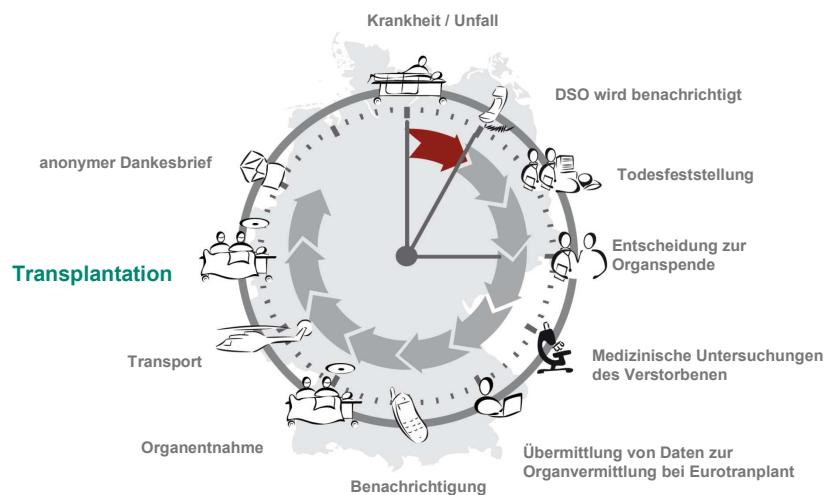 Krankheit / Unfall
DSO wird benachrichtigt
Todesfeststellung
Entscheidung zur
Organspende
Medizinische Untersuchungen
des Verstorbenen
Übermittlung von Daten zur
Organvermittlung bei Eurotranplant
Benachrichtigung
Organentnahme
Transport
Transplantation
anonymer Dankesbrief